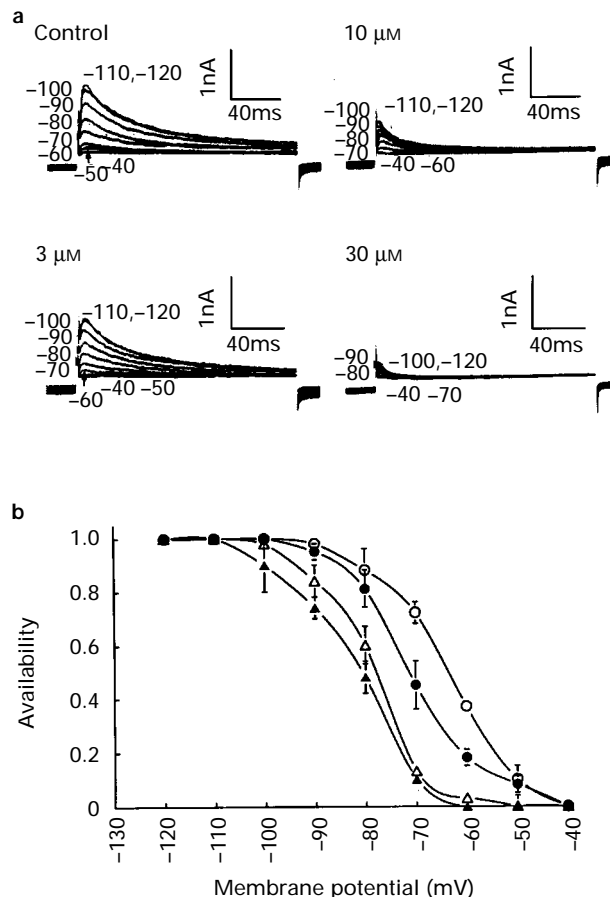 a
Control
–110,–120
–100
–90
–80
–70
–60
–50
–40
1nA
40ms
10 µM
–110,–120
–100
–90
–80
–70
–40 –60
1nA
40ms
3 µM
–110,–120
–100
–90
–80
–70
–60
–40 –50
1nA
40ms
30 µM
–100,–120
–90
–80
–40 –70
1nA
40ms
b
Availability
1.0
0.8
0.6
0.4
0.2
0
–130
–120
–110
–100
–90
–80
–70
–60
–50
–40
Membrane potential (mV)